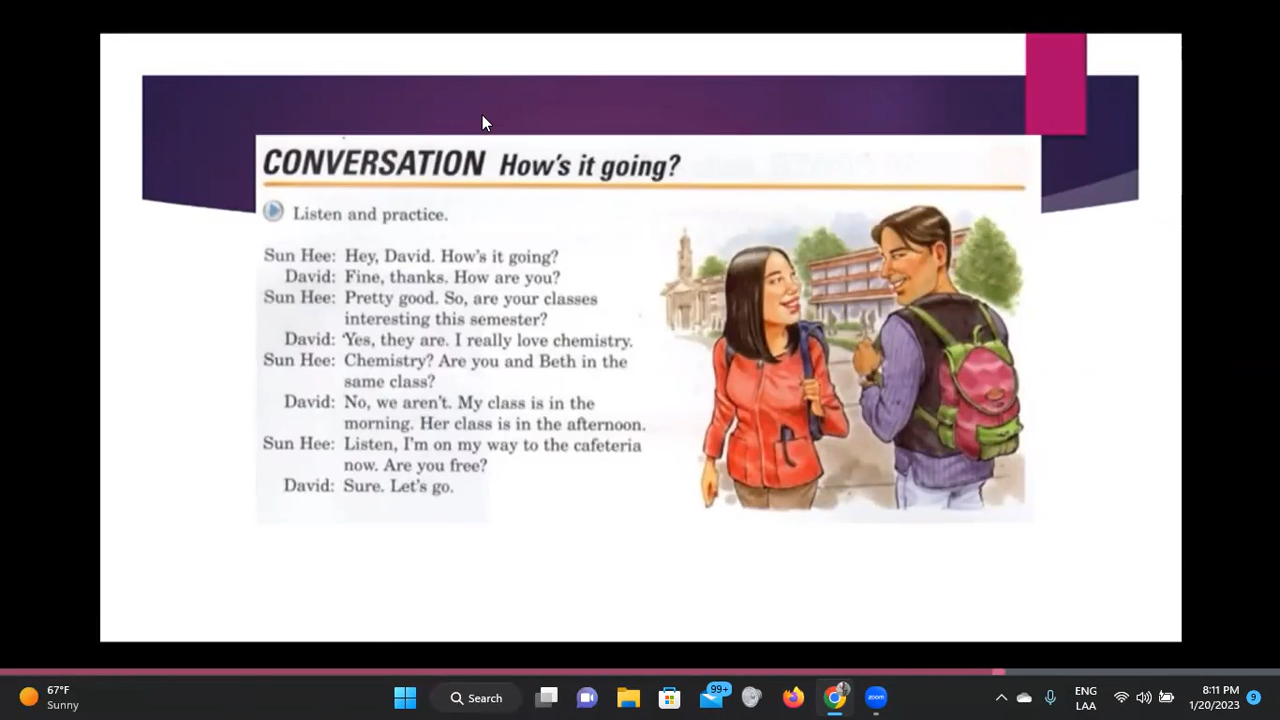 CONVERSATION How's it going?
Listen and practice.
Sun Hee: Hey, David. How's it going?
David: Fine, thanks. How are you?
Sun Hee: Pretty good. So, are your classes
interesting this semester?
David: Yes, they are. I really love chemistry.
Sun Hee: Chemistry? Are you and Beth in the
same class?
David: No, we aren't. My class is in the
morning. Her class is in the afternoon.
Sun Hee: Listen, I'm on my way to the cafeteria
now. Are you free?
David: Sure. Let's go.
67°F
Sunny
Search
99+
zoom
ENG
LAA
8:11 PM
1/20/2023
9